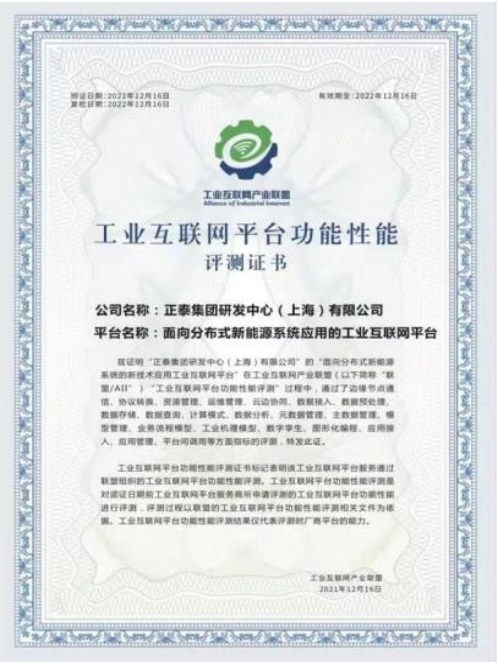 颁证日期:2021年12月16日
复检日期:2022年12月16日
有效期至:2022年12月16日
工业互联网产业联盟
Alliance of Industrial Internet
工业互联网平台功能性能
评测证书
公司名称：正泰集团研发中心（上海）有限公司
平台名称：面向分布式新能源系统应用的工业互联网平台
兹证明“正泰集团研发中心（上海）有限公司”的“面向分布式新能源
系统的新技术应用工业互联网平台”在工业互联网产业联盟（以下简称“联
盟/AII”）“工业互联网平台功能性能评测”过程中，通过了边缘节点通
信、协议转换、资源管理、运维管理、云边协同、数据接入、数据预处理、
数据存储、数据查询、计算模式、数据分析、元数据管理、主数据管理、模
型管理、业务流程模型、工业机理模型、数字孪生、图形化编程、应用接
入、应用管理、平台间调用等方面指标的评测，特发此证。
工业互联网平台功能性能评测证书标记表明该工业互联网平台服务通过
联盟组织的工业互联网平台功能性能评测。工业互联网平台功能性能评测是
对颁证日期前工业互联网平台服务商所申请评测的工业互联网平台功能性能
进行评测，评测过程以联盟的工业互联网平台功能性能评测相关文件为依
据。工业互联网平台功能性能评测结果仅代表评测时厂商平台的能力。
工业互联网产业联盟
2021年12月16日